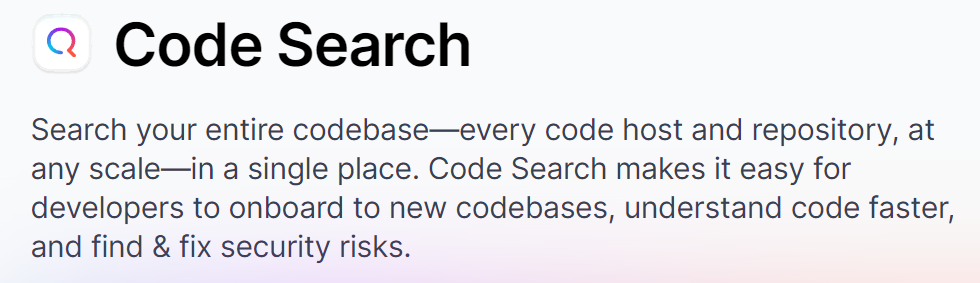 Code Search
Search your entire codebase—every code host and repository, at
any scale—in a single place. Code Search makes it easy for
developers to onboard to new codebases, understand code faster,
and find & fix security risks.